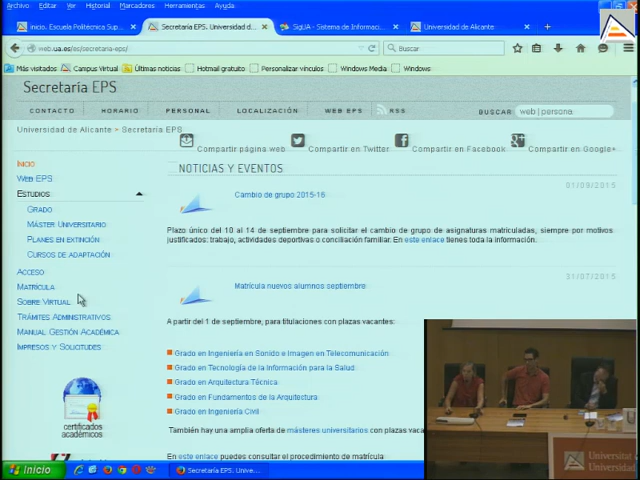 Archivo Editar Ver Historial Marcadores Herramientas Ayuda
inicio. Escuela Politécnica Sup...
Secretaría EPS. Universidad d...
SigUA - Sistema de Informaci...
Universidad de Alicante
web.ua.es/es/secretaria-eps/
Buscar
Más visitados Campus Virtual Últimas noticias Hotmail gratuito Personalizar vínculos Windows Media Windows
Secretaría EPS
CONTACTO HORARIO PERSONAL LOCALIZACIÓN WEB EPS RSS BUSCAR web | persona
Universidad de Alicante > Secretaría EPS
Compartir página web Compartir en Twitter Compartir en Facebook Compartir en Google+
INICIO
WEB EPS
ESTUDIOS
GRADO
MÁSTER UNIVERSITARIO
PLANES EN EXTINCIÓN
CURSOS DE ADAPTACIÓN
ACCESO
MATRÍCULA
SOBRE VIRTUAL
TRÁMITES ADMINISTRATIVOS
MANUAL GESTIÓN ACADÉMICA
IMPRESOS Y SOLICITUDES
certificados
académicos
NOTICIAS Y EVENTOS
01/09/2015
Cambio de grupo 2015-16
Plazo único del 10 al 14 de septiembre para solicitar el cambio de grupo de asignaturas matriculadas, siempre por motivos
justificados: trabajo, actividades deportivas o conciliación familiar. En este enlace tienes toda la información.
31/07/2015
Matrícula nuevos alumnos septiembre
A partir del 1 de septiembre, para titulaciones con plazas vacantes:
Grado en Ingeniería en Sonido e Imagen en Telecomunicación
Grado en Tecnología de la Información para la Salud
Grado en Arquitectura Técnica
Grado en Fundamentos de la Arquitectura
Grado en Ingeniería Civil
También hay una amplia oferta de másteres universitarios con plazas va
En este enlace puedes consultar el procedimiento de matrícula
Inicio
Secretaría EPS. Unive...
Universitat
Universidad